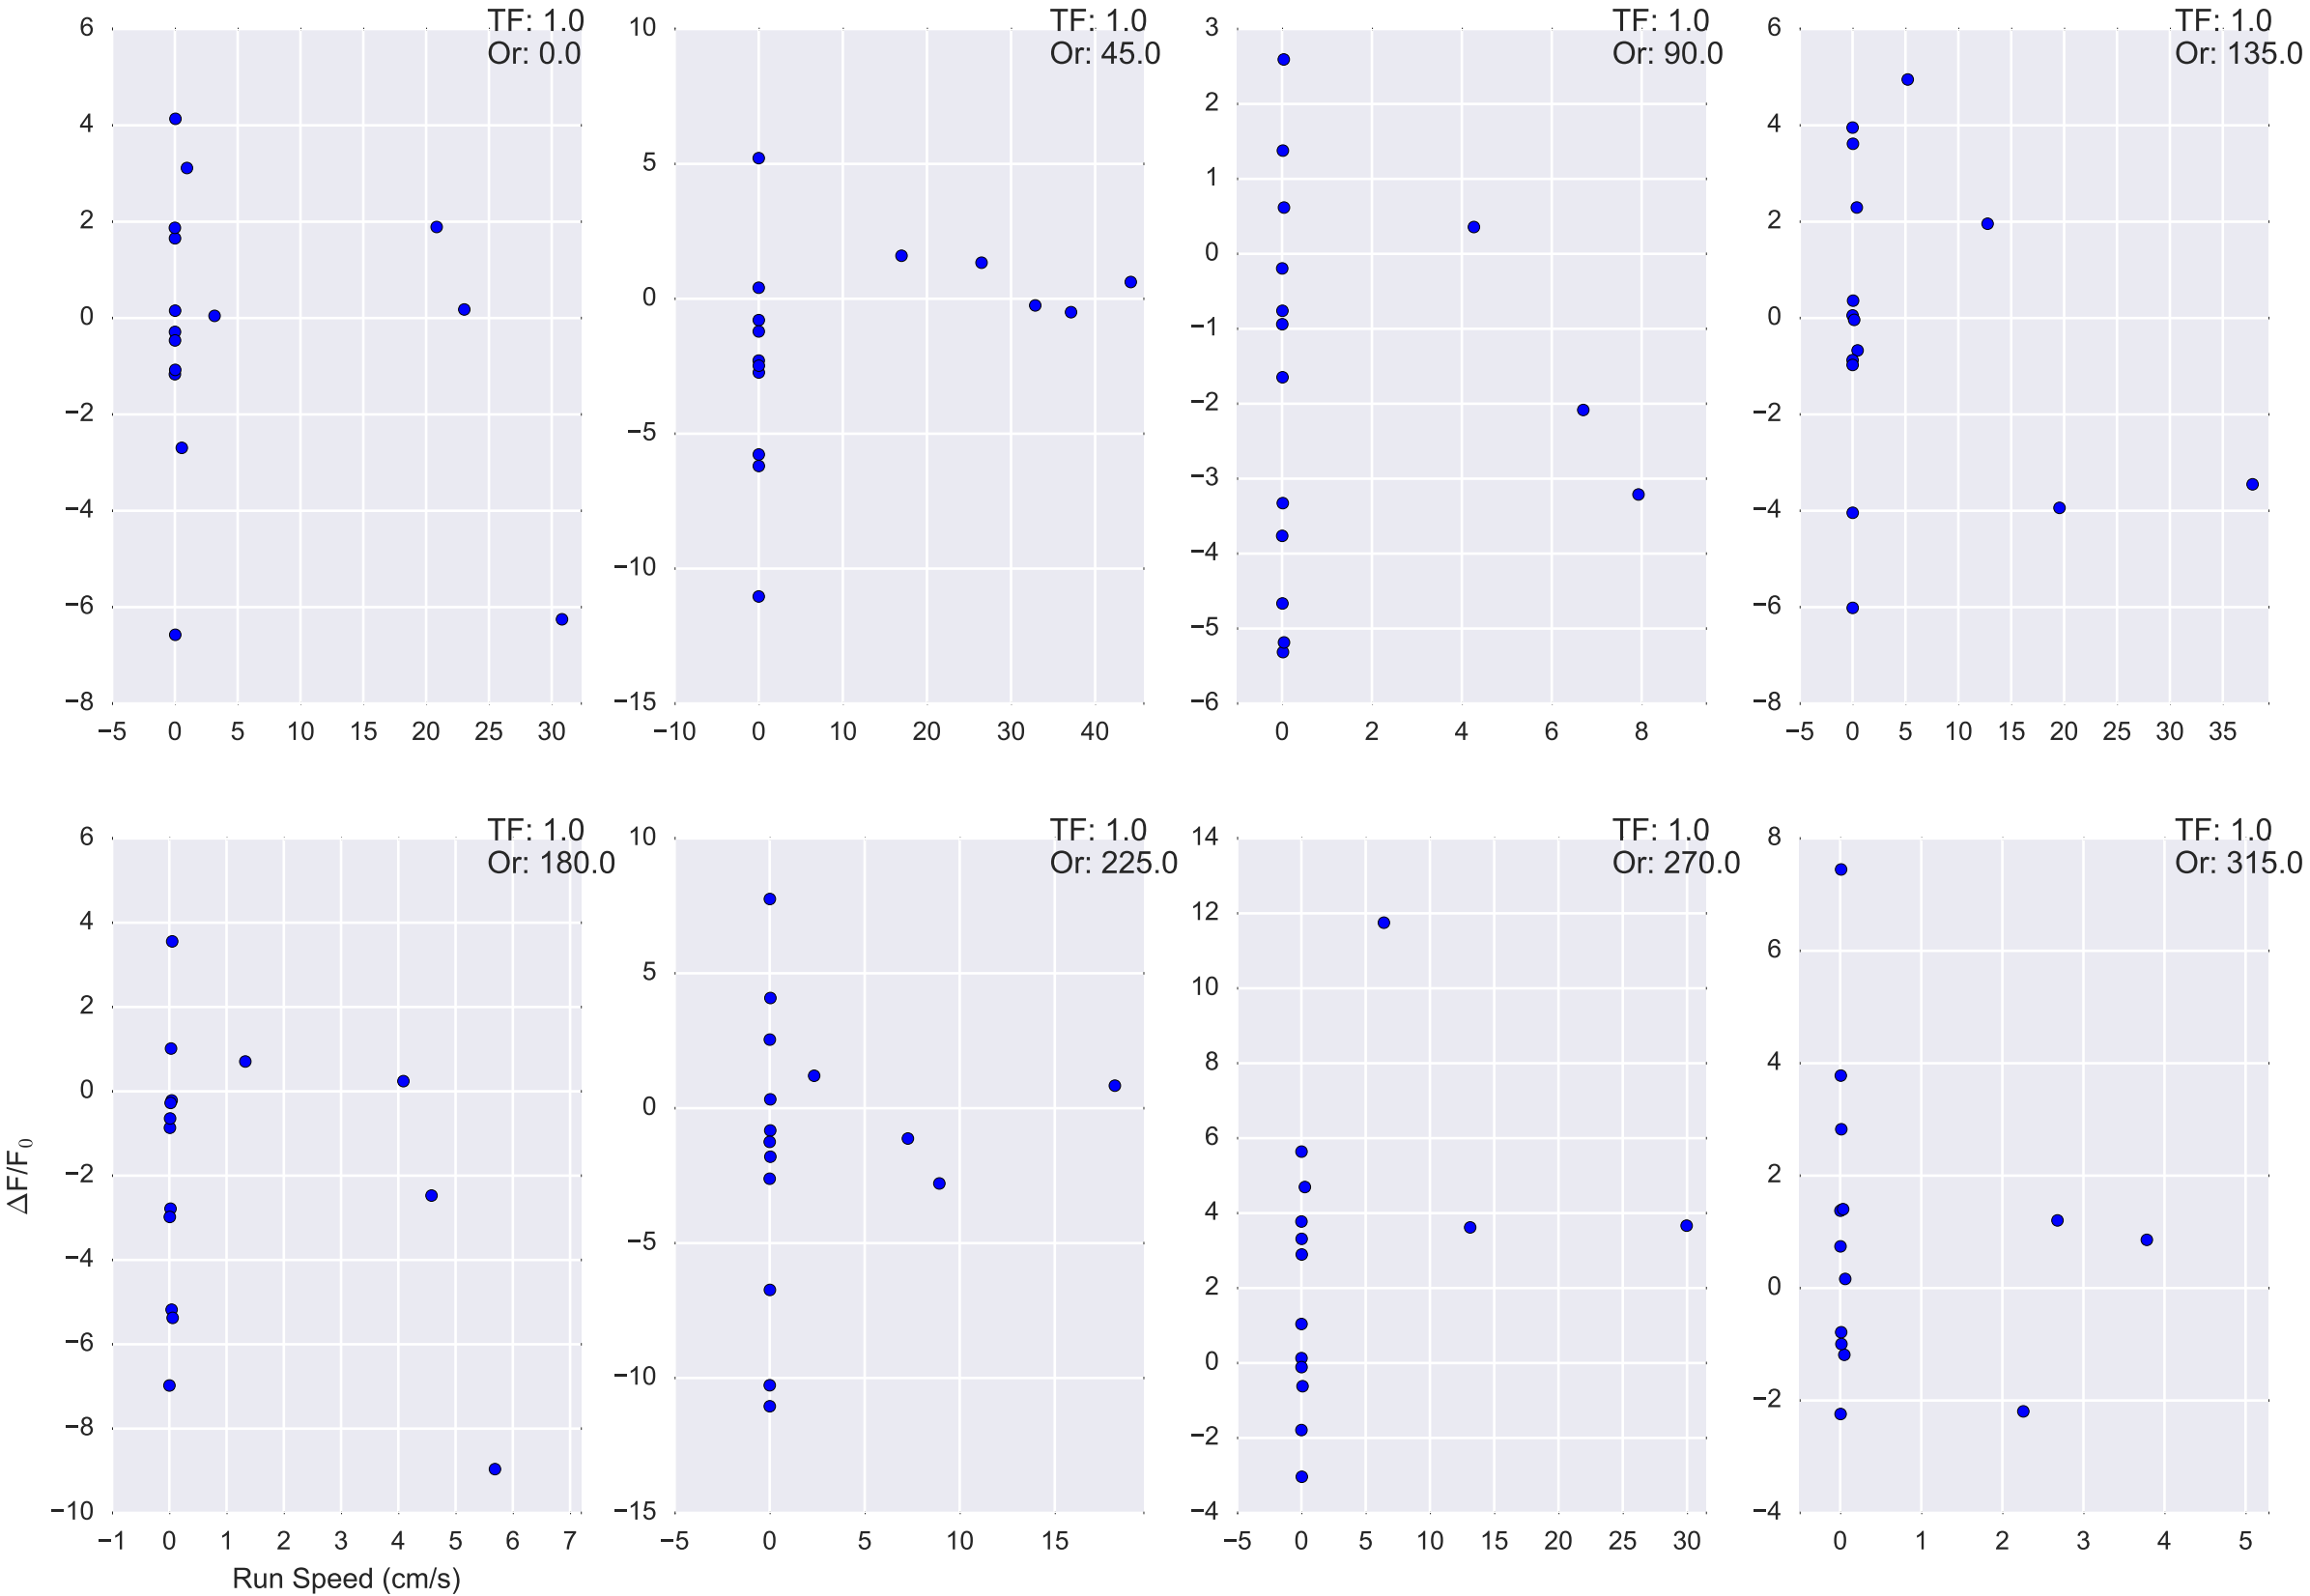 TF: 1.0
Or: 0.0
6
4
2
0
−2
−4
−6
−8
−5 0 5 10 15 20 25 30
TF: 1.0
Or: 45.0
10
5
0
−5
−10
−15
−10 0 10 20 30 40
TF: 1.0
Or: 90.0
3
2
1
0
−1
−2
−3
−4
−5
−6
0 2 4 6 8
TF: 1.0
Or: 135.0
6
4
2
0
−2
−4
−6
−8
−5 0 5 10 15 20 25 30 35
TF: 1.0
Or: 180.0
6
4
2
0
−2
−4
−6
−8
−10
−1 0 1 2 3 4 5 6 7
Run Speed (cm/s)
ΔF/F₀
TF: 1.0
Or: 225.0
10
5
0
−5
−10
−15
−5 0 5 10 15
TF: 1.0
Or: 270.0
14
12
10
8
6
4
2
0
−2
−4
−5 0 5 10 15 20 25 30
TF: 1.0
Or: 315.0
8
6
4
2
0
−2
−4
0 1 2 3 4 5